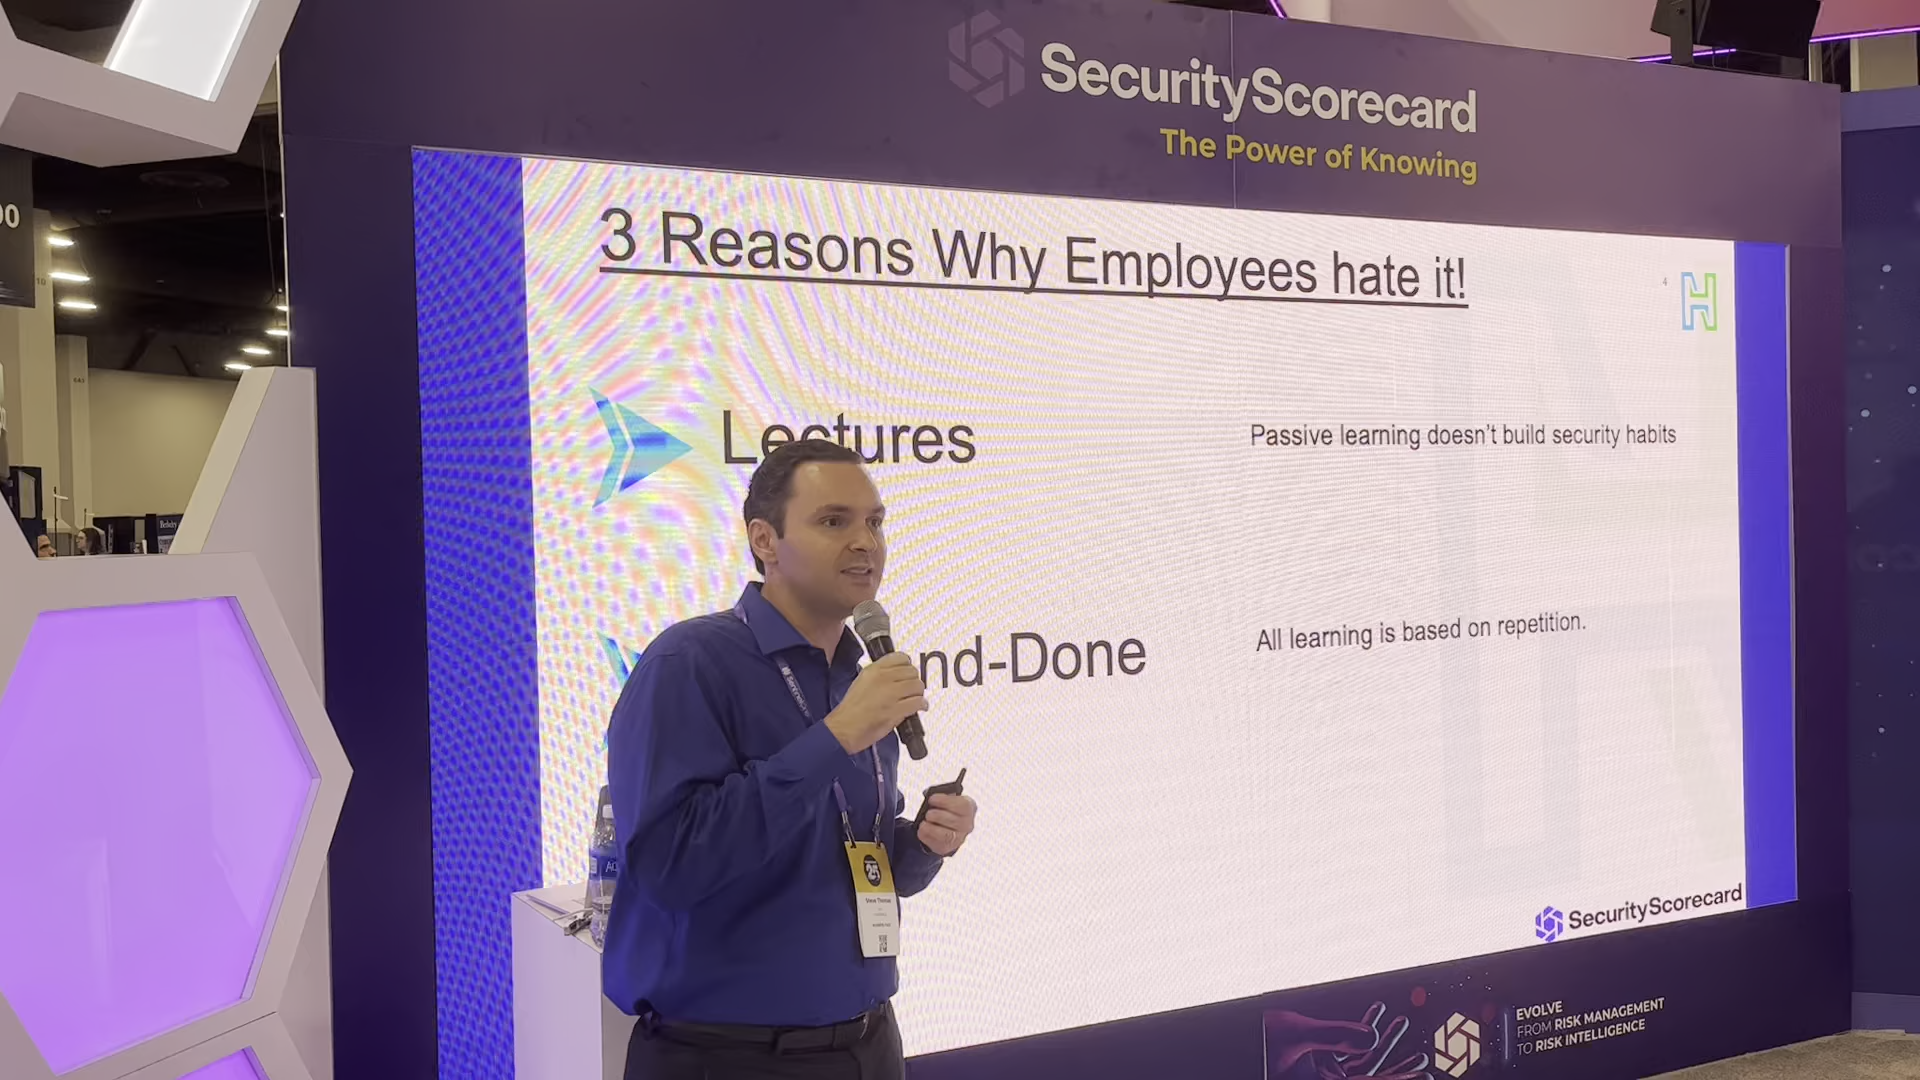 SecurityScorecard
The Power of Knowing
3 Reasons Why Employees hate it!
4
H
Lectures
Passive learning doesn't build security habits
nd-Done
All learning is based on repetition.
SecurityScorecard
EVOLVE
FROM RISK MANAGEMENT
TO RISK INTELLIGENCE